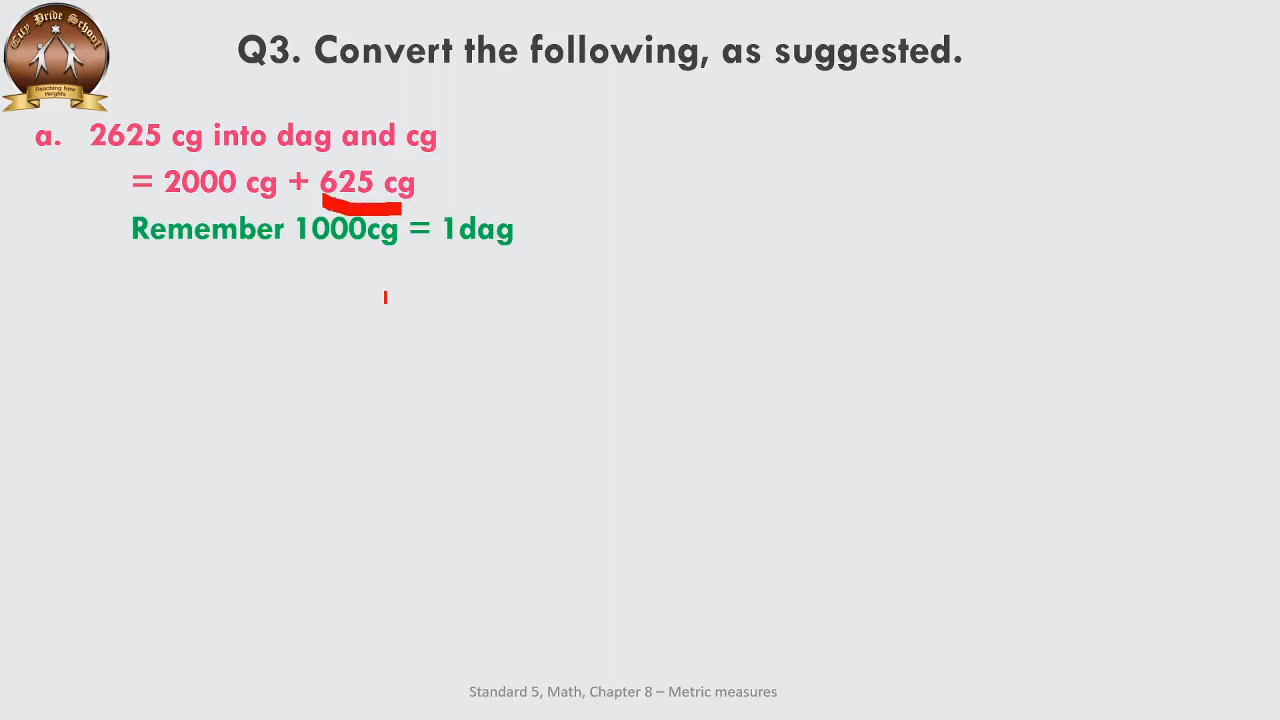 City Pride School
Reaching New
Heights
Q3. Convert the following, as suggested.
a. 2625 cg into dag and cg
= 2000 cg + 625 cg
Remember 1000cg = 1dag
Standard 5, Math, Chapter 8 – Metric measures